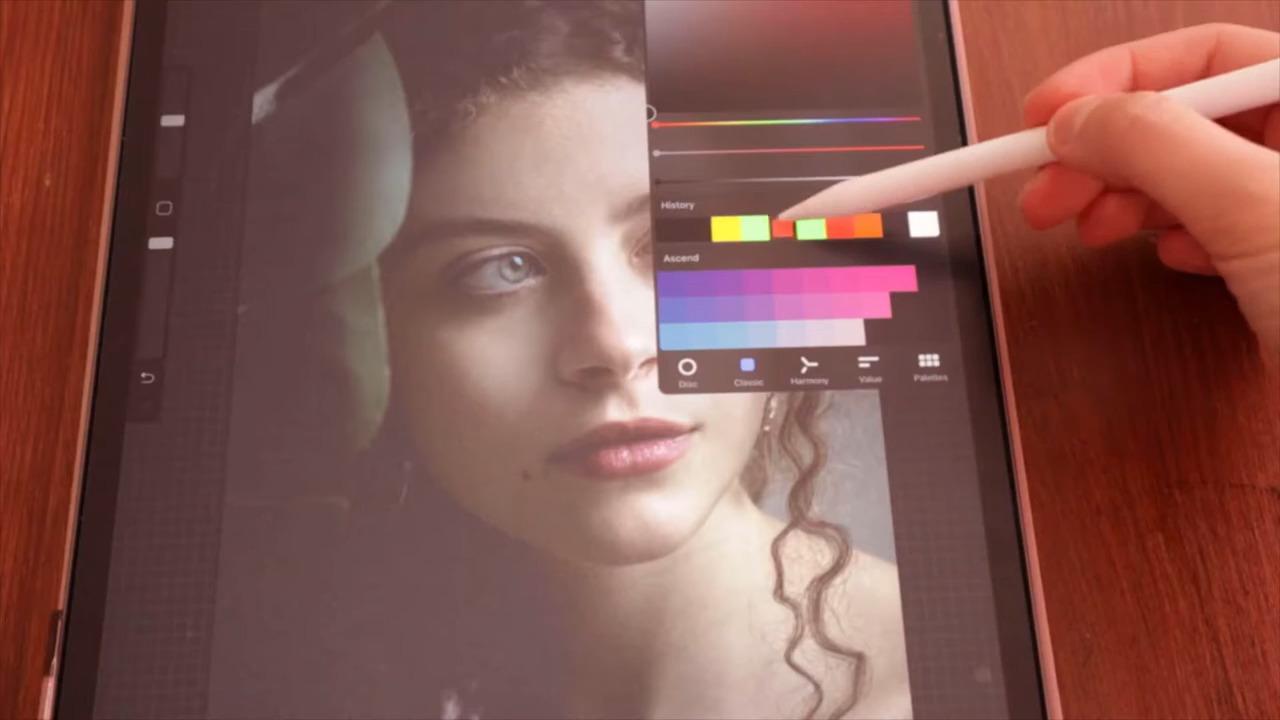 History
Ascend
Disc
Classic
Harmony
Value
Palettes